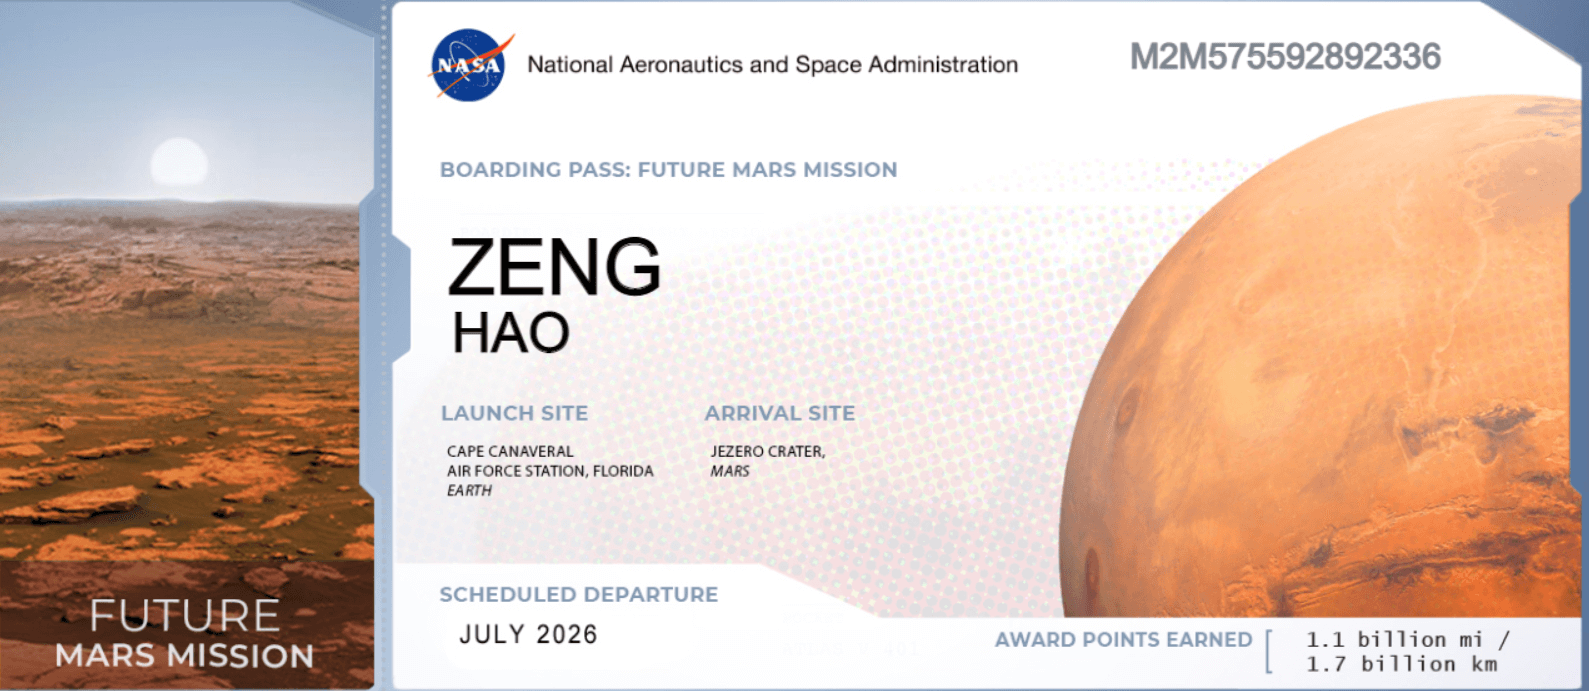 NASA
National Aeronautics and Space Administration
M2M575592892336
BOARDING PASS: FUTURE MARS MISSION
ZENG
HAO
LAUNCH SITE
CAPE CANAVERAL
AIR FORCE STATION, FLORIDA
EARTH
ARRIVAL SITE
JEZERO CRATER,
MARS
SCHEDULED DEPARTURE
JULY 2026
AWARD POINTS EARNED
1.1 billion mi /
1.7 billion km
FUTURE
MARS MISSION